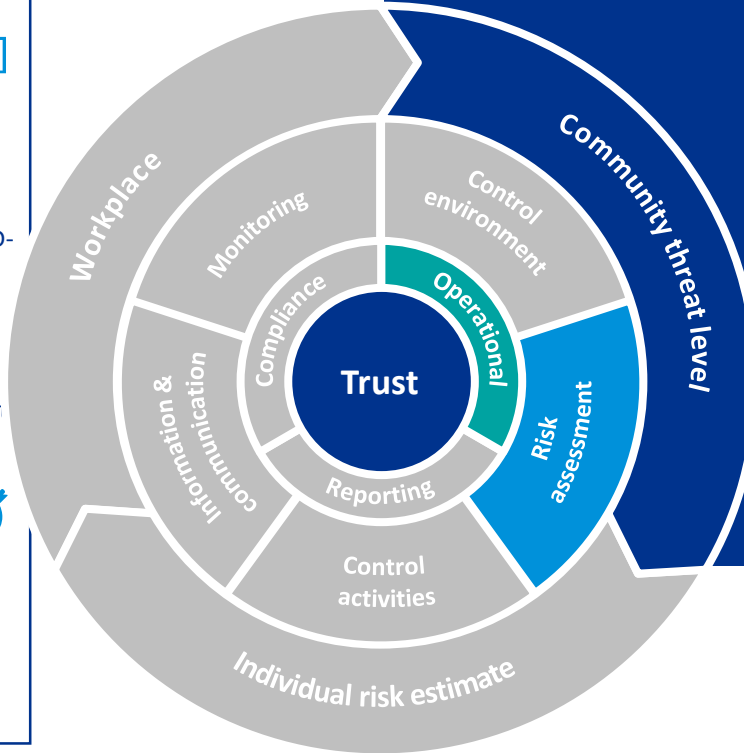 Workplace
Community threat level
Individual risk estimate
Monitoring
Control
environment
Risk
assessment
Control
activities
Information &
communication
Compliance
Operational
Reporting
Trust